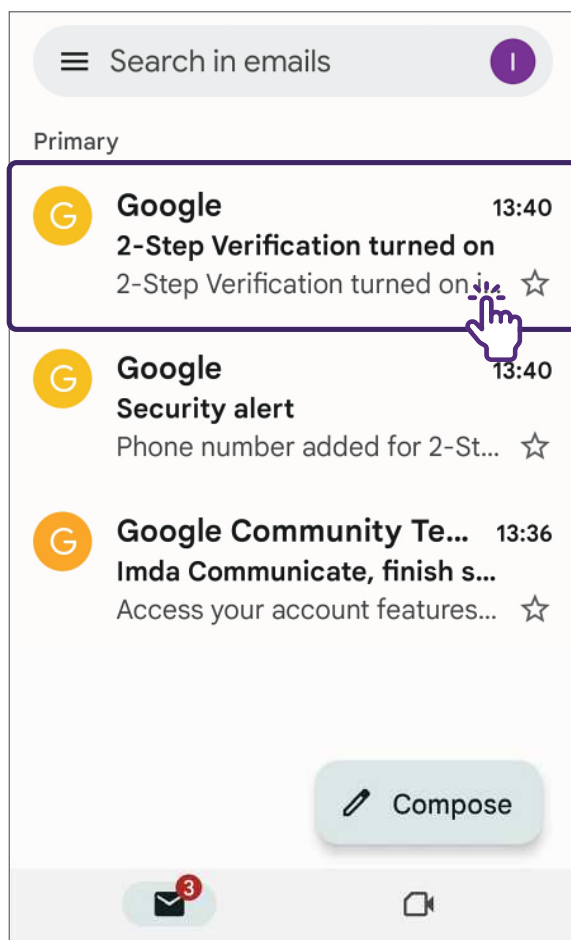 Search in emails
I
Primary
G
Google
13:40
2-Step Verification turned on
2-Step Verification turned on
G
Google
13:40
Security alert
Phone number added for 2-St...
G
Google Community Te...
13:36
Imda Communicate, finish s...
Access your account features...
Compose
3